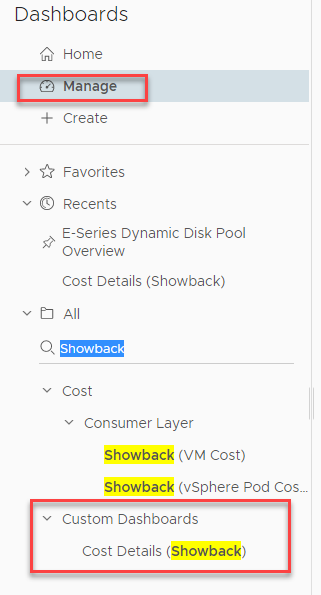 Dashboards
Home
Manage
Create
Favorites
Recents
E-Series Dynamic Disk Pool
Overview
Cost Details (Showback)
All
Showback
Cost
Consumer Layer
Showback (VM Cost)
Showback (vSphere Pod Cos...
Custom Dashboards
Cost Details (Showback)